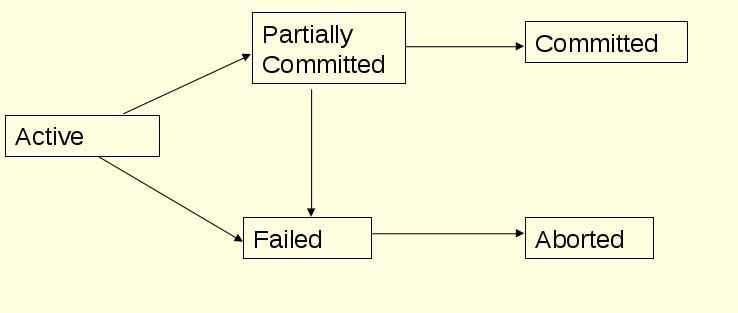 Partially
Committed
Committed
Active
Failed
Aborted